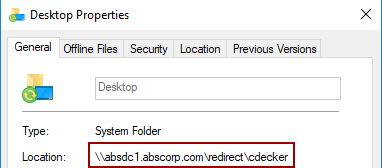 Desktop Properties
General Offline Files Security Location Previous Versions
Desktop
Type: System Folder
Location: \\absdc1.abscorp.com\redirect\cdecker